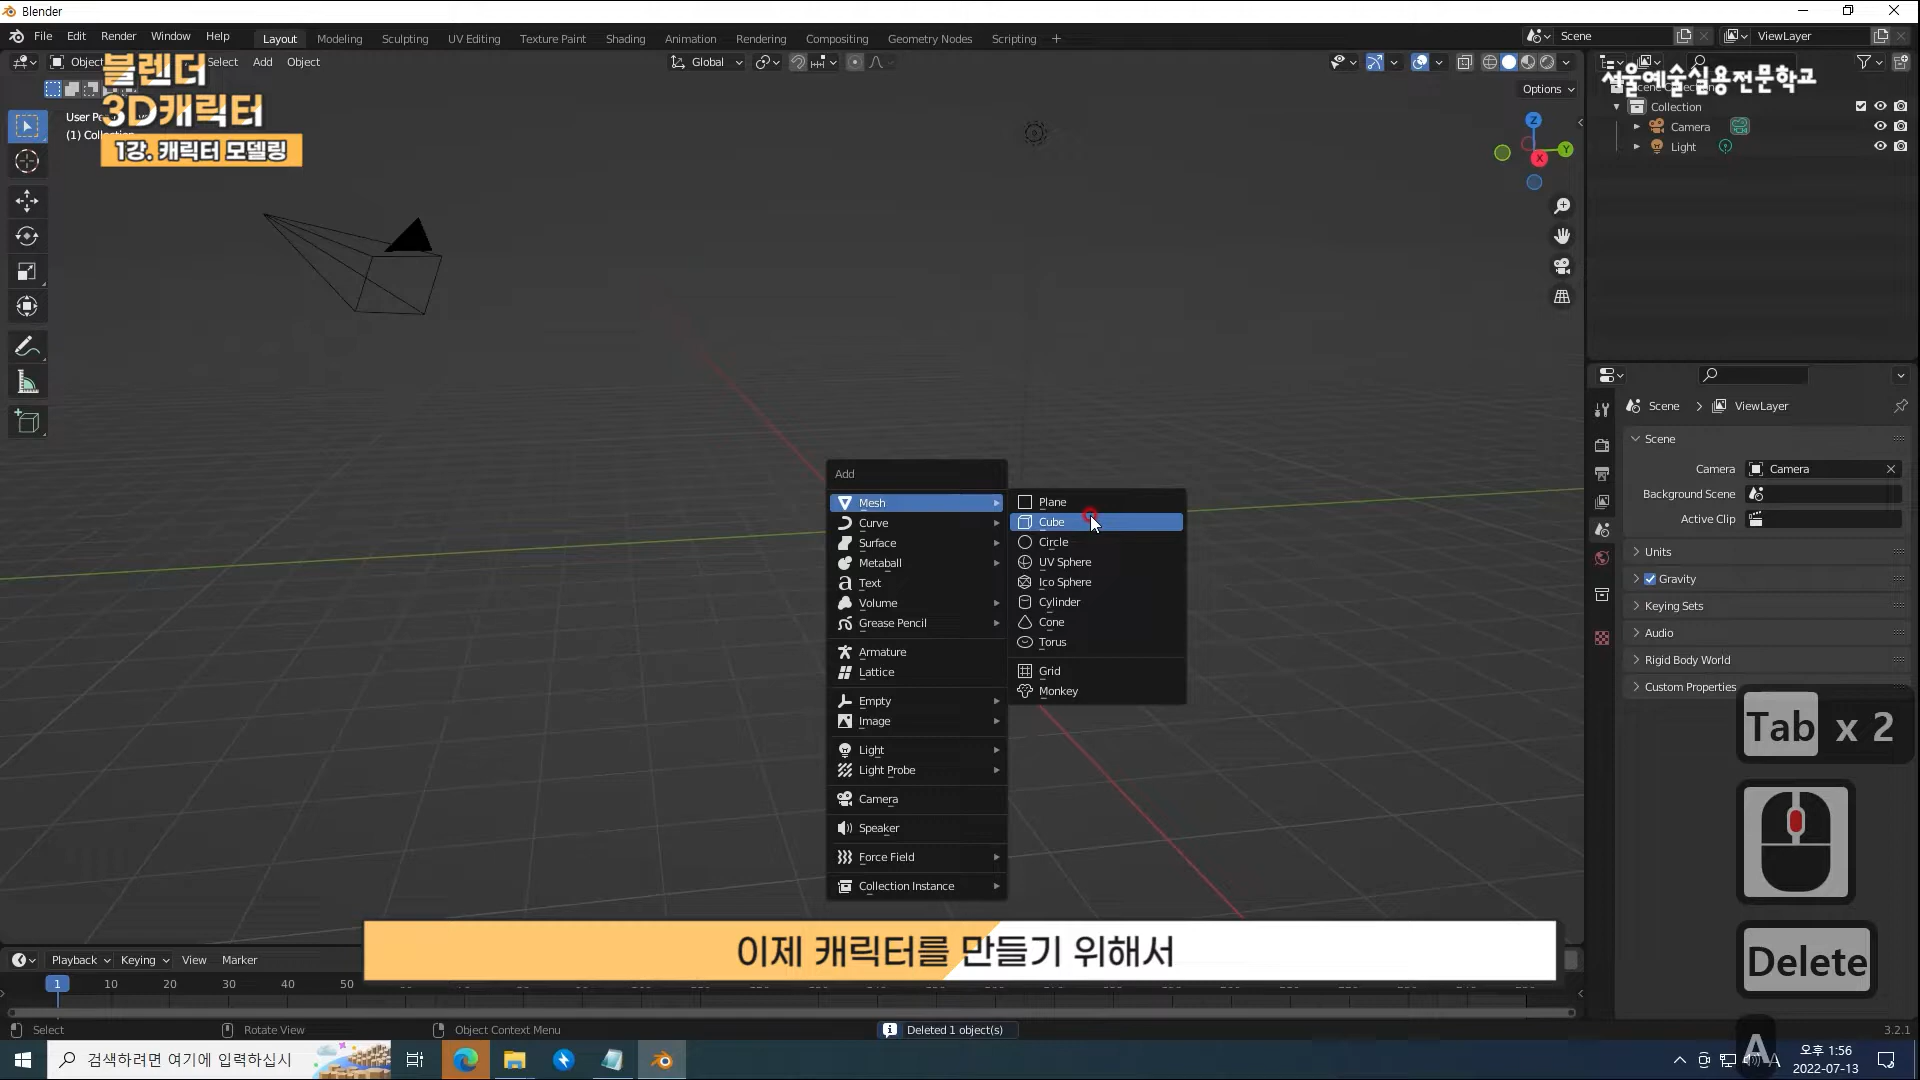 Blender
File Edit Render Window Help
Layout Modeling Sculpting UV Editing Texture Paint Shading Animation Rendering Compositing Geometry Nodes Scripting +
Scene
ViewLayer
Select Add Object
Global
Options
블렌더
3D캐릭터
1강. 캐릭터 모델링
서울예술실용전문학교
Collection
Camera
Light
Z
Y
X
Scene > ViewLayer
Scene
Camera Camera
Background Scene
Active Clip
Units
Gravity
Keying Sets
Audio
Rigid Body World
Custom Properties
Add
Mesh
Curve
Surface
Metaball
Text
Volume
Grease Pencil
Armature
Lattice
Empty
Image
Light
Light Probe
Camera
Speaker
Force Field
Collection Instance
Plane
Cube
Circle
UV Sphere
Ico Sphere
Cylinder
Cone
Torus
Grid
Monkey
Tab x 2
Delete
A
이제 캐릭터를 만들기 위해서
Playback Keying View Marker
1 10 20 30 40 50
Select Rotate View Object Context Menu
Deleted 1 object(s)
3.2.1
검색하려면 여기에 입력하십시
오후 1:56
2022-07-13